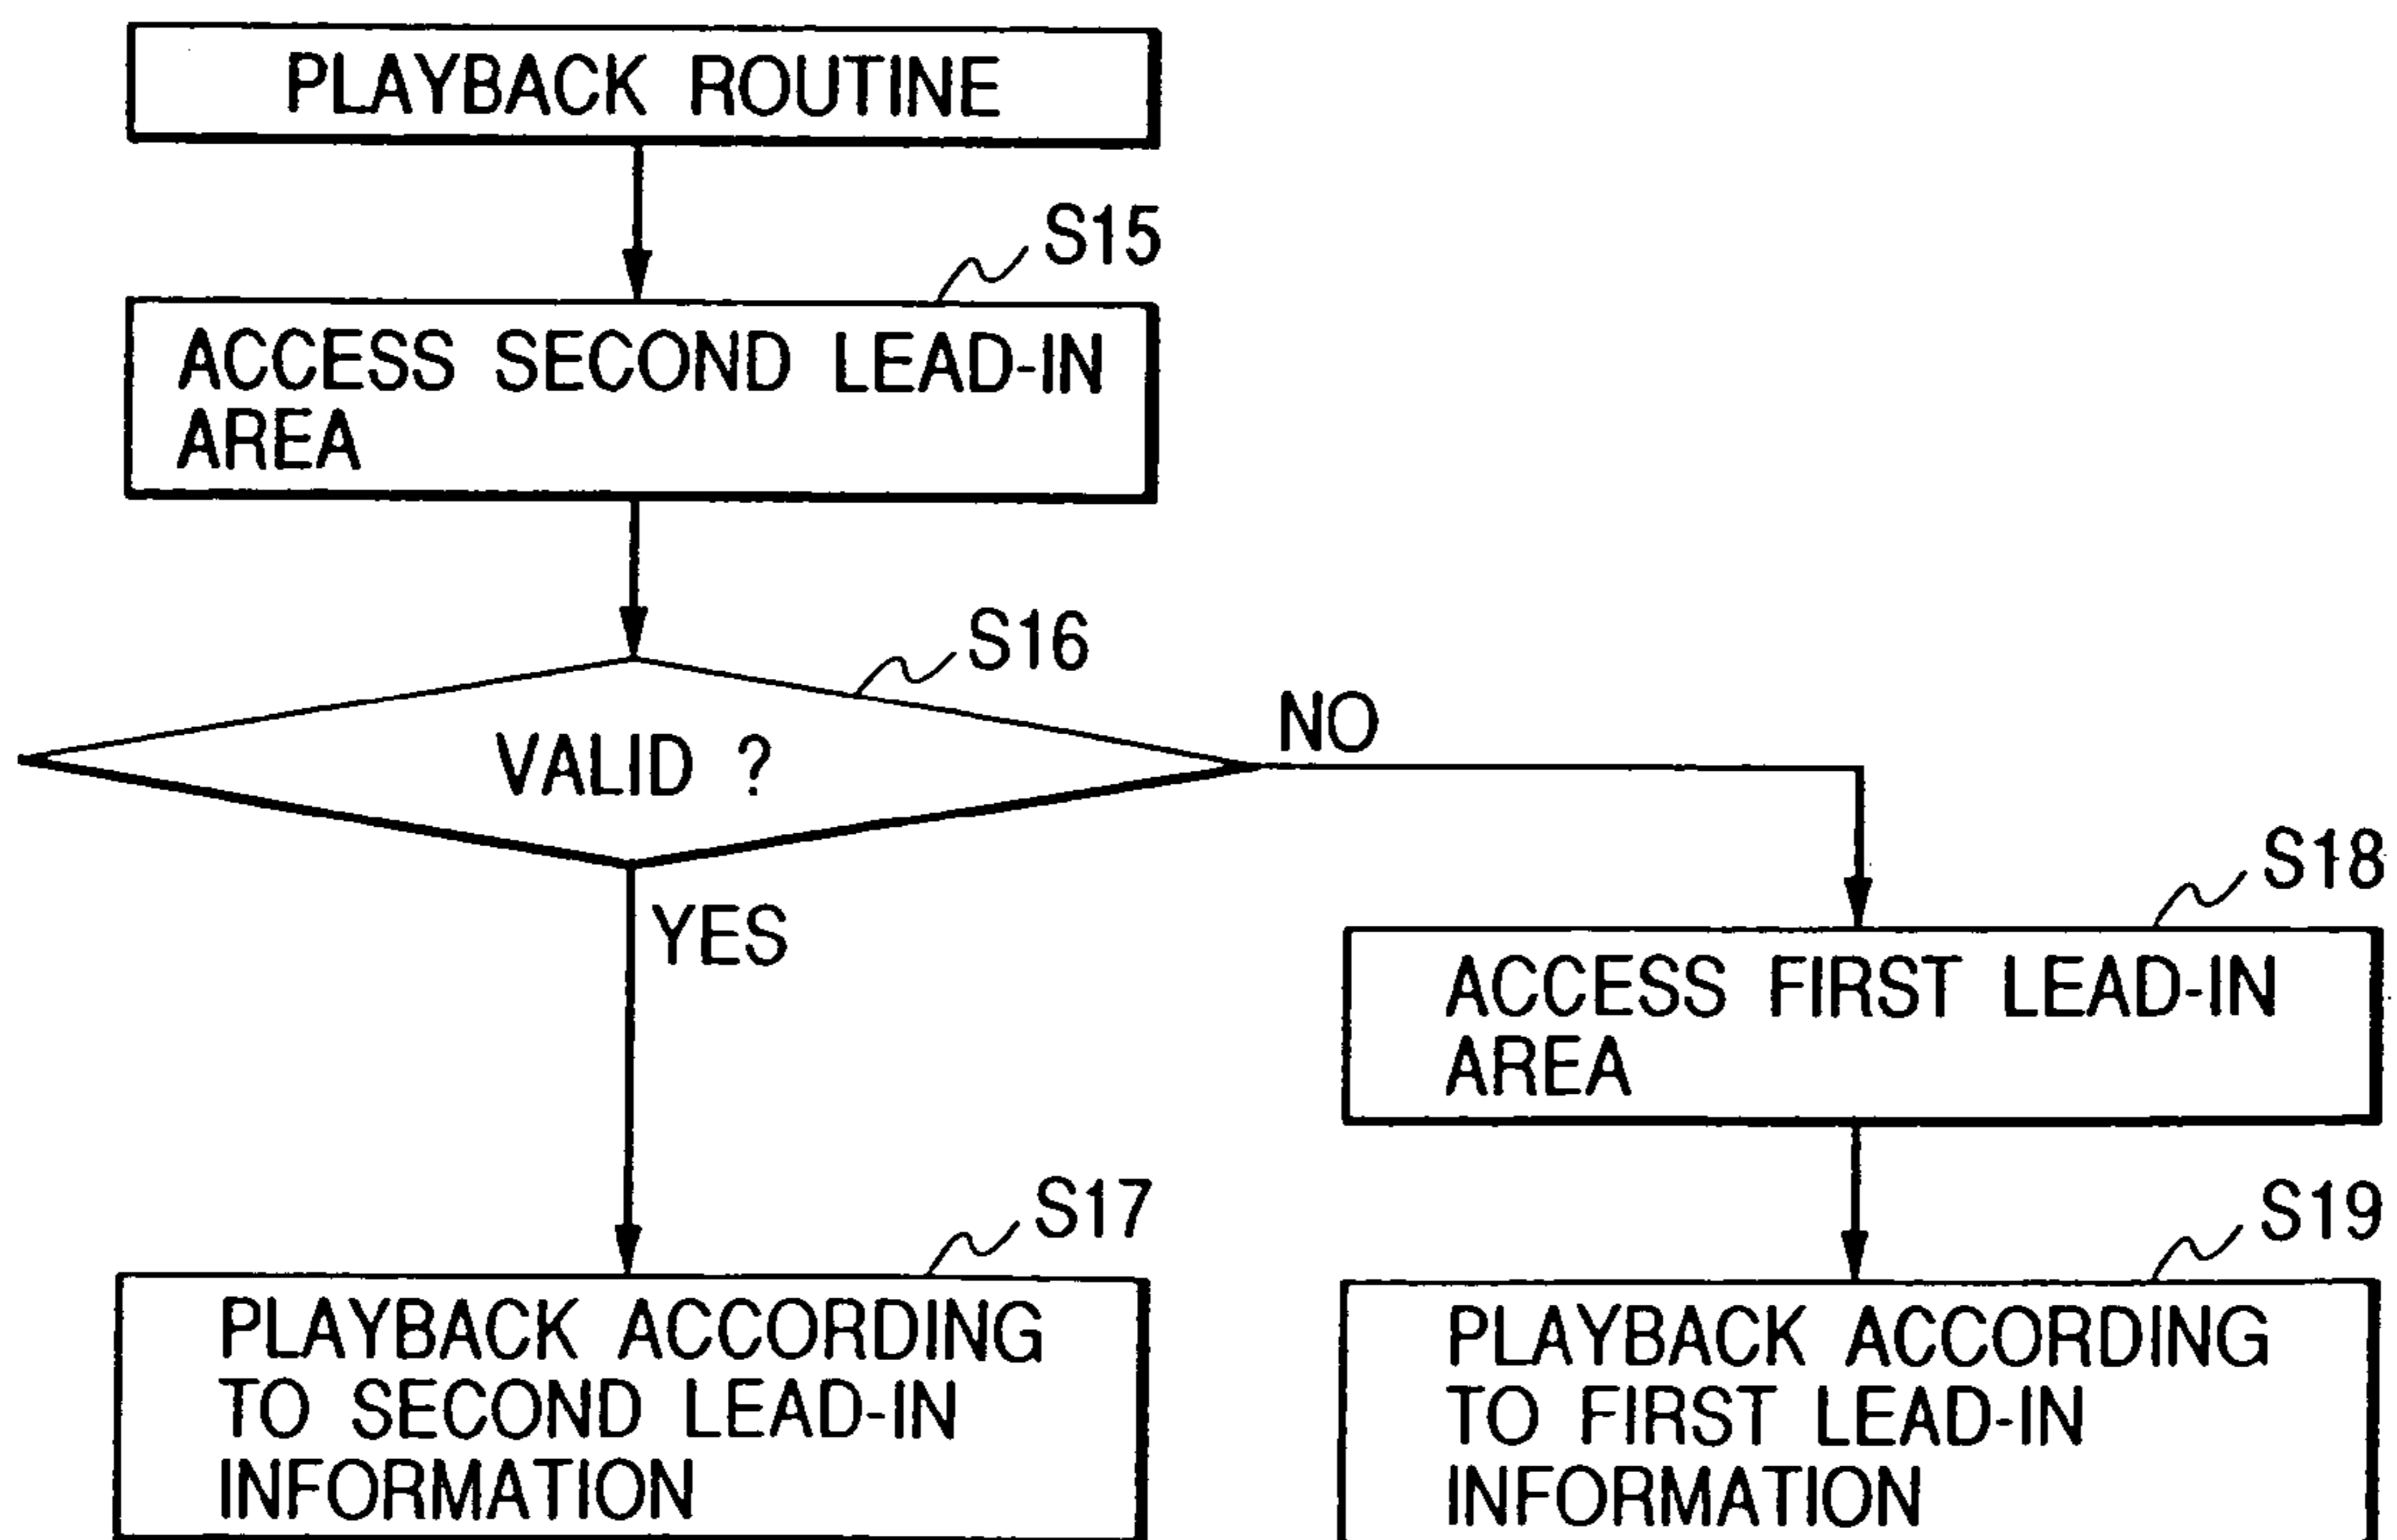 PLAYBACK ROUTINE
S15
ACCESS SECOND LEAD-IN
AREA
S16
VALID ?
NO
YES
S18
ACCESS FIRST LEAD-IN
AREA
S17
PLAYBACK ACCORDING
TO SECOND LEAD-IN
INFORMATION
S19
PLAYBACK ACCORDING
TO FIRST LEAD-IN
INFORMATION